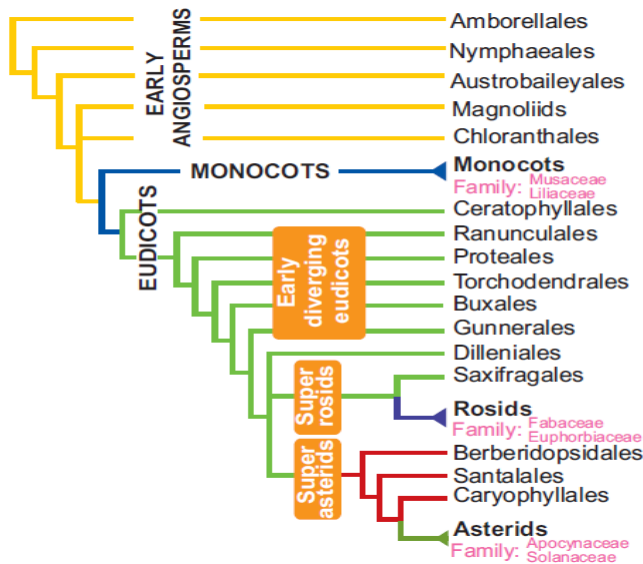 EARLY
ANGIOSPERMS
Amborellales
Nymphaeales
Austrobaileyales
Magnoliids
Chloranthales
MONOCOTS
Monocots
Family: Musaceae
Liliaceae
EUDICOTS
Ceratophyllales
Early
diverging
eudicots
Ranunculales
Proteales
Torchodendrales
Buxales
Gunnerales
Dilleniales
Super
rosids
Saxifragales
Rosids
Family: Fabaceae
Euphorbiaceae
Super
asterids
Berberidopsidales
Santalales
Caryophyllales
Asterids
Family: Apocynaceae
Solanaceae